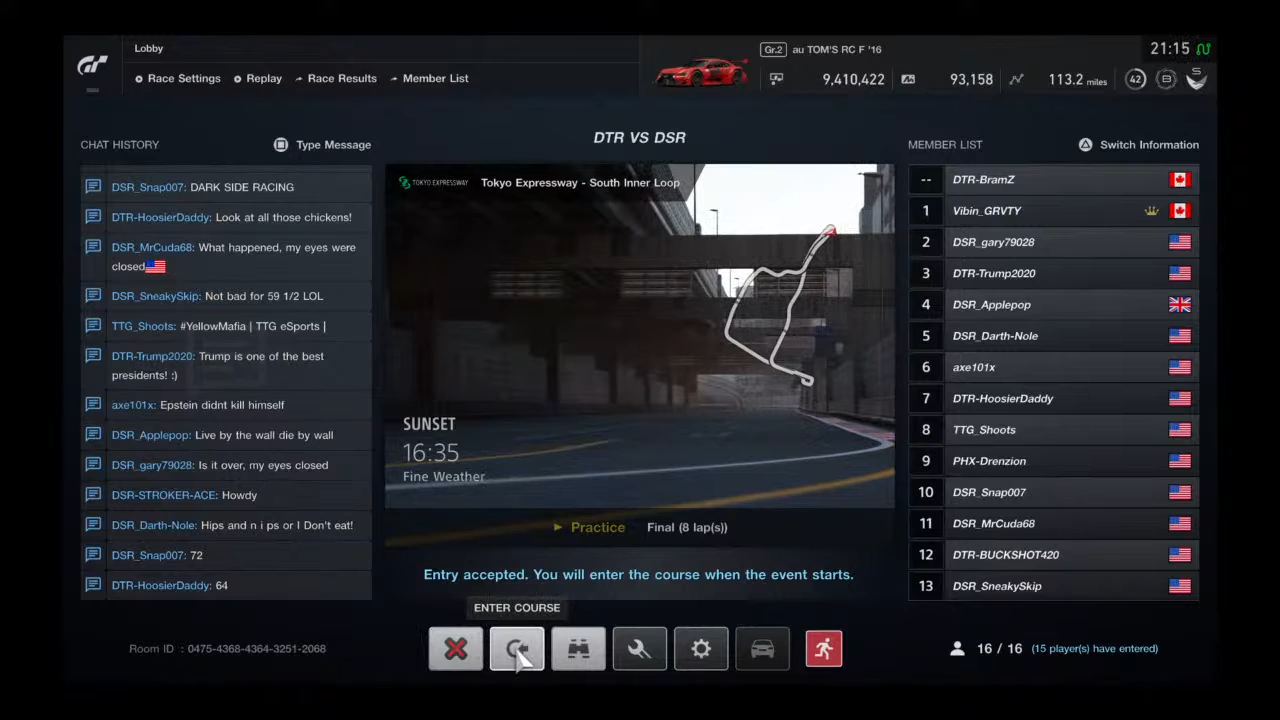 Lobby
Race Settings Replay Race Results Member List
Gr.2 au TOM'S RC F '16
21:15
9,410,422 93,158 113.2 miles 42 B S
CHAT HISTORY Type Message
DSR_Snap007: DARK SIDE RACING
DTR-HoosierDaddy: Look at all those chickens!
DSR_MrCuda68: What happened, my eyes were
closed
DSR_SneakySkip: Not bad for 59 1/2 LOL
TTG_Shoots: #YellowMafia | TTG eSports |
DTR-Trump2020: Trump is one of the best
presidents! :)
axe101x: Epstein didnt kill himself
DSR_Applepop: Live by the wall die by wall
DSR_gary79028: Is it over, my eyes closed
DSR-STROKER-ACE: Howdy
DSR_Darth-Nole: Hips and n i ps or I Don't eat!
DSR_Snap007: 72
DTR-HoosierDaddy: 64
Room ID : 0475-4368-4364-3251-2068
DTR VS DSR
TOKYO EXPRESSWAY Tokyo Expressway - South Inner Loop
SUNSET
16:35
Fine Weather
Practice Final (8 lap(s))
Entry accepted. You will enter the course when the event starts.
ENTER COURSE
MEMBER LIST Switch Information
-- DTR-BramZ
1 Vibin_GRVTY
2 DSR_gary79028
3 DTR-Trump2020
4 DSR_Applepop
5 DSR_Darth-Nole
6 axe101x
7 DTR-HoosierDaddy
8 TTG_Shoots
9 PHX-Drenzion
10 DSR_Snap007
11 DSR_MrCuda68
12 DTR-BUCKSHOT420
13 DSR_SneakySkip
16 / 16 (15 player(s) have entered)